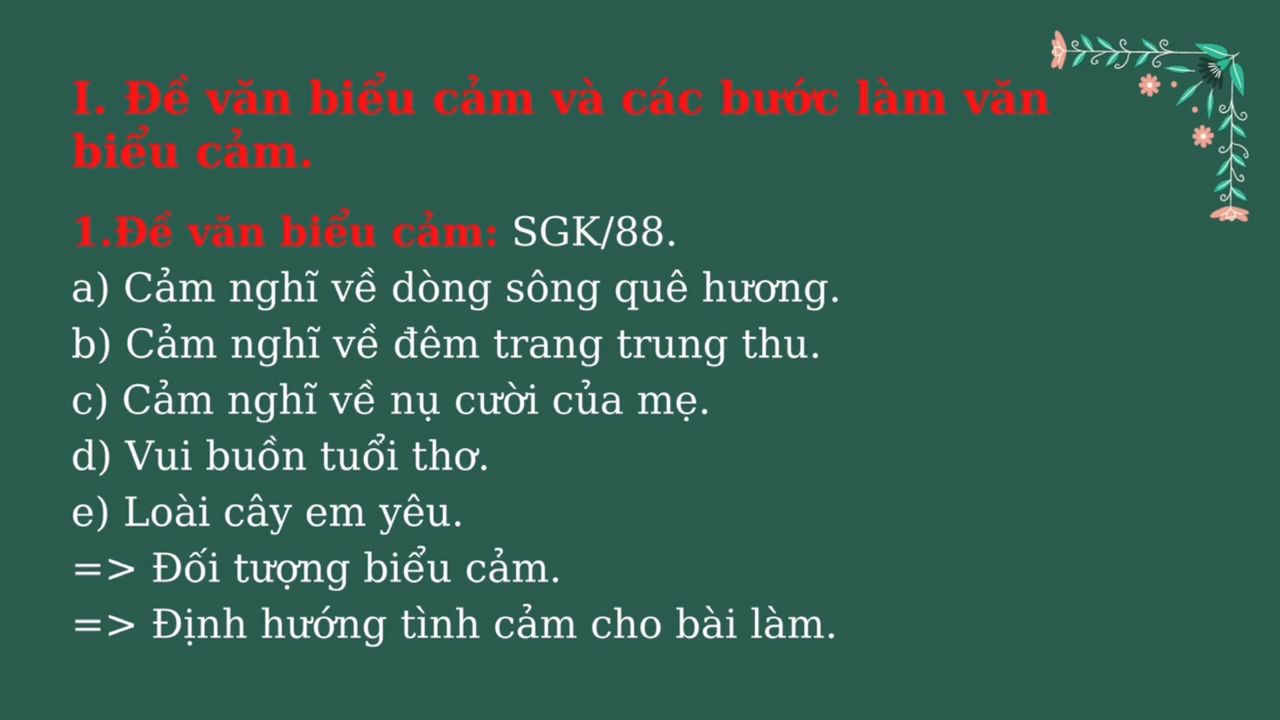 I. Đề văn biểu cảm và các bước làm văn
biểu cảm.
1.Đề văn biểu cảm: SGK/88.
a) Cảm nghĩ về dòng sông quê hương.
b) Cảm nghĩ về đêm trang trung thu.
c) Cảm nghĩ về nụ cười của mẹ.
d) Vui buồn tuổi thơ.
e) Loài cây em yêu.
=> Đối tượng biểu cảm.
=> Định hướng tình cảm cho bài làm.